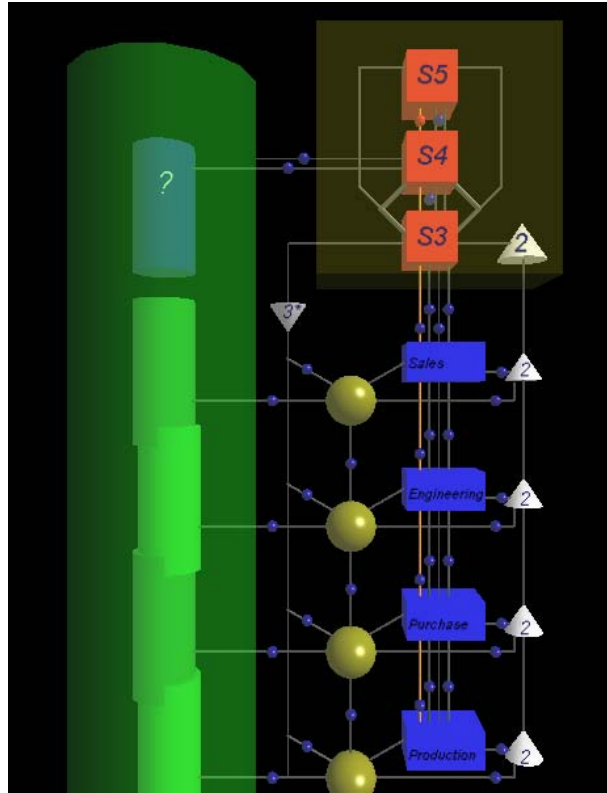 S5
S4
?
S3
2
3*
Sales
2
Engineering
2
Purchase
2
Production
2